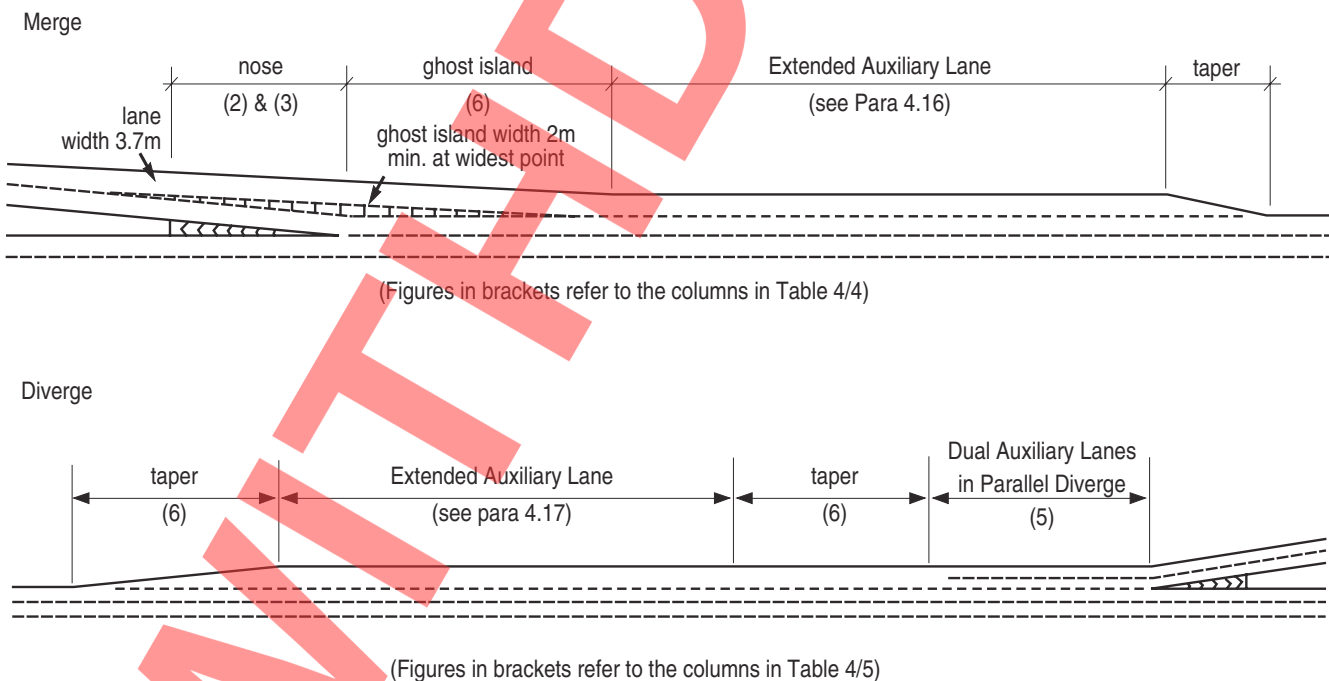 Merge
nose
ghost island
Extended Auxiliary Lane
taper
(2) & (3)
(6)
(see Para 4.16)
lane
width 3.7m
ghost island width 2m
min. at widest point
(Figures in brackets refer to the columns in Table 4/4)
Diverge
taper
Extended Auxiliary Lane
taper
Dual Auxiliary Lanes
in Parallel Diverge
(6)
(see para 4.17)
(6)
(5)
(Figures in brackets refer to the columns in Table 4/5)
WITHD